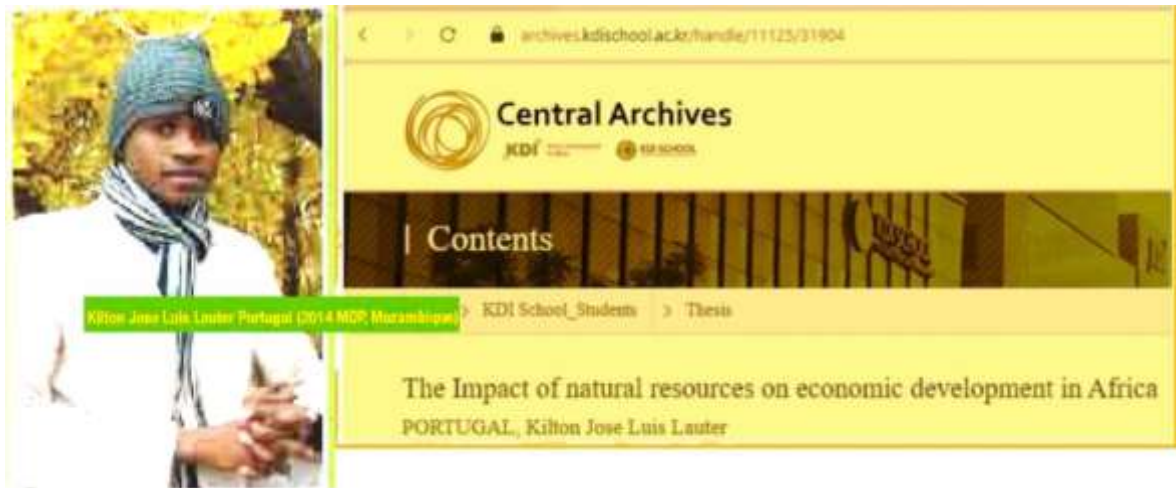 archives.kdischool.ac.kr/handle/11125/31904
Central Archives
KDI
KDI SCHOOL
Contents
Kilton Jose Luis Lauter Portugal (2014 MDP, Mozambique)
> KDI School_Students > Thesis
The Impact of natural resources on economic development in Africa
PORTUGAL, Kilton Jose Luis Lauter